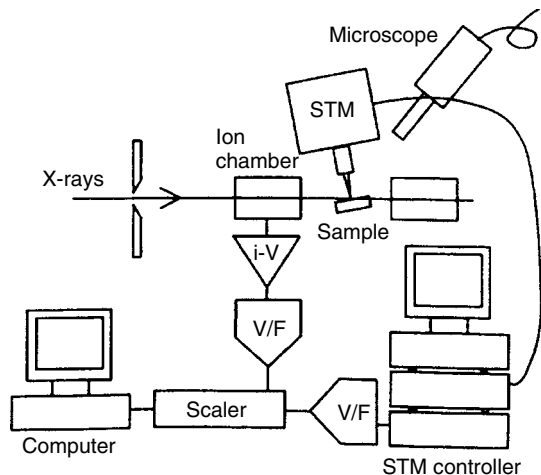 Microscope
STM
Ion
chamber
X-rays
Sample
i-V
V/F
Scaler
V/F
Computer
STM controller